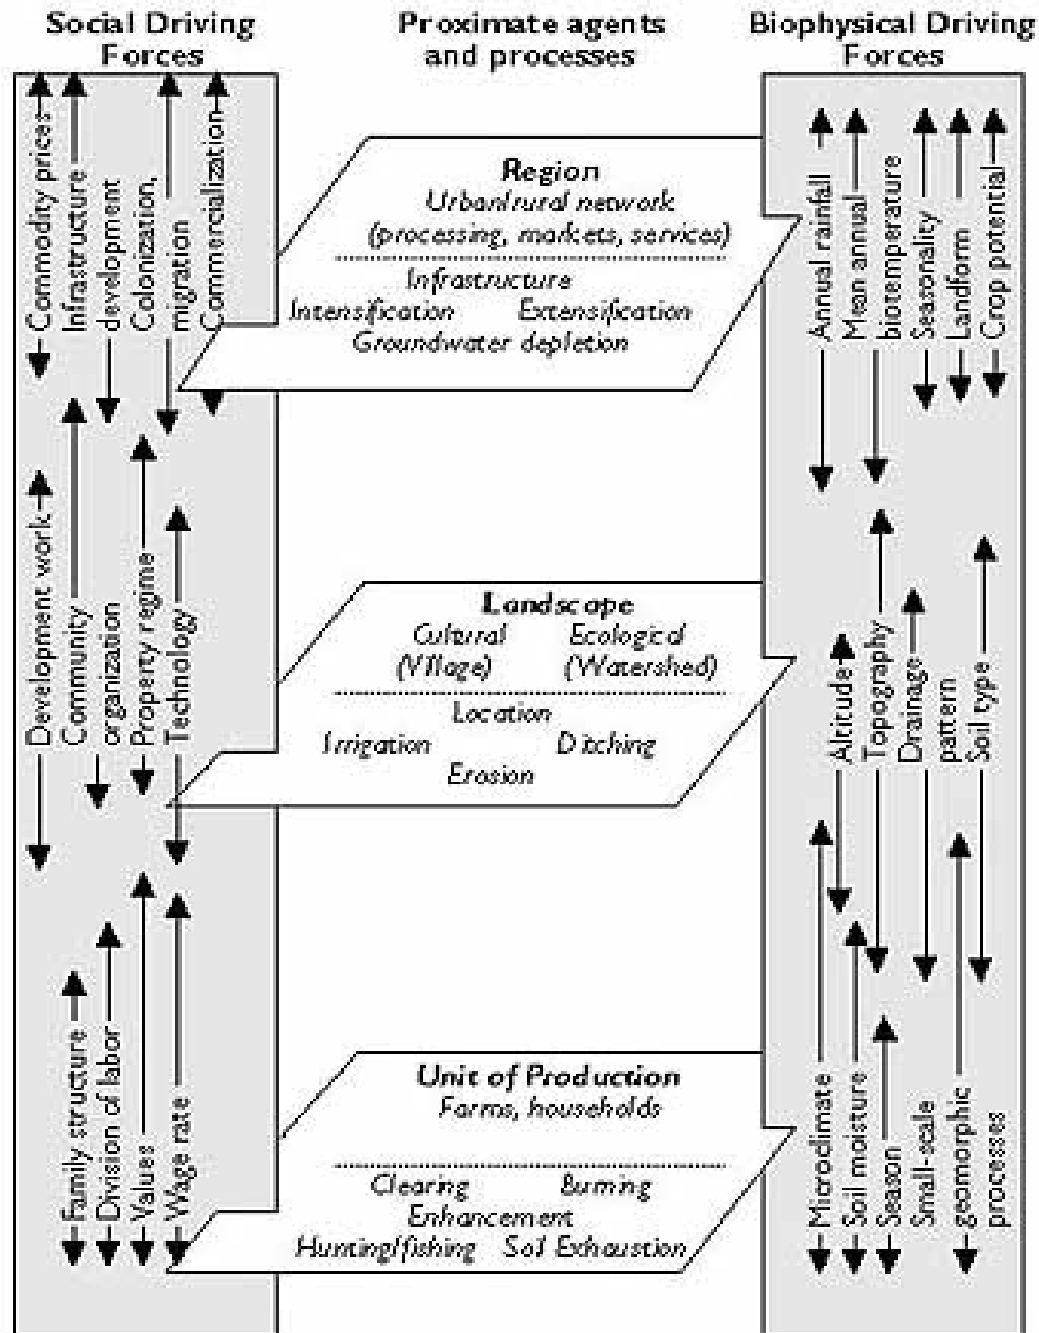 Social Driving
Forces
Proximate agents
and processes
Biophysical Driving
Forces
Commodity prices
Infrastructure
development
Colonization,
migration
Commercialization
Region
Urban/rural network
(processing, markets, services)
Infrastructure
Intensification Extensification
Groundwater depletion
Annual rainfall
Mean annual
biotemperature
Seasonality
Landform
Crop potential
Development work
Community
organization
Property regime
Technology
Landscape
Cultural Ecological
(Village) (Watershed)
Location
Irrigation Ditching
Erosion
Altitude
Topography
Drainage
pattern
Soil type
Family structure
Division of labor
Values
Wage rate
Unit of Production
Farms, households
Clearing Burning
Enhancement
Hunting/fishing Soil Exhaustion
Microclimate
Soil moisture
Season
Small-scale
geomorphic
processes